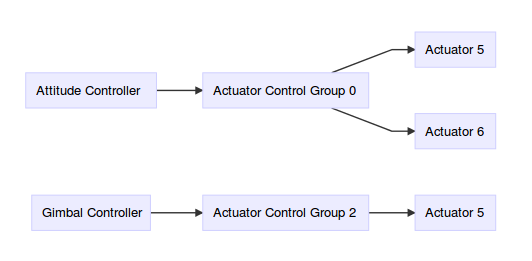 Attitude Controller
Actuator Control Group 0
Actuator 5
Actuator 6
Gimbal Controller
Actuator Control Group 2
Actuator 5